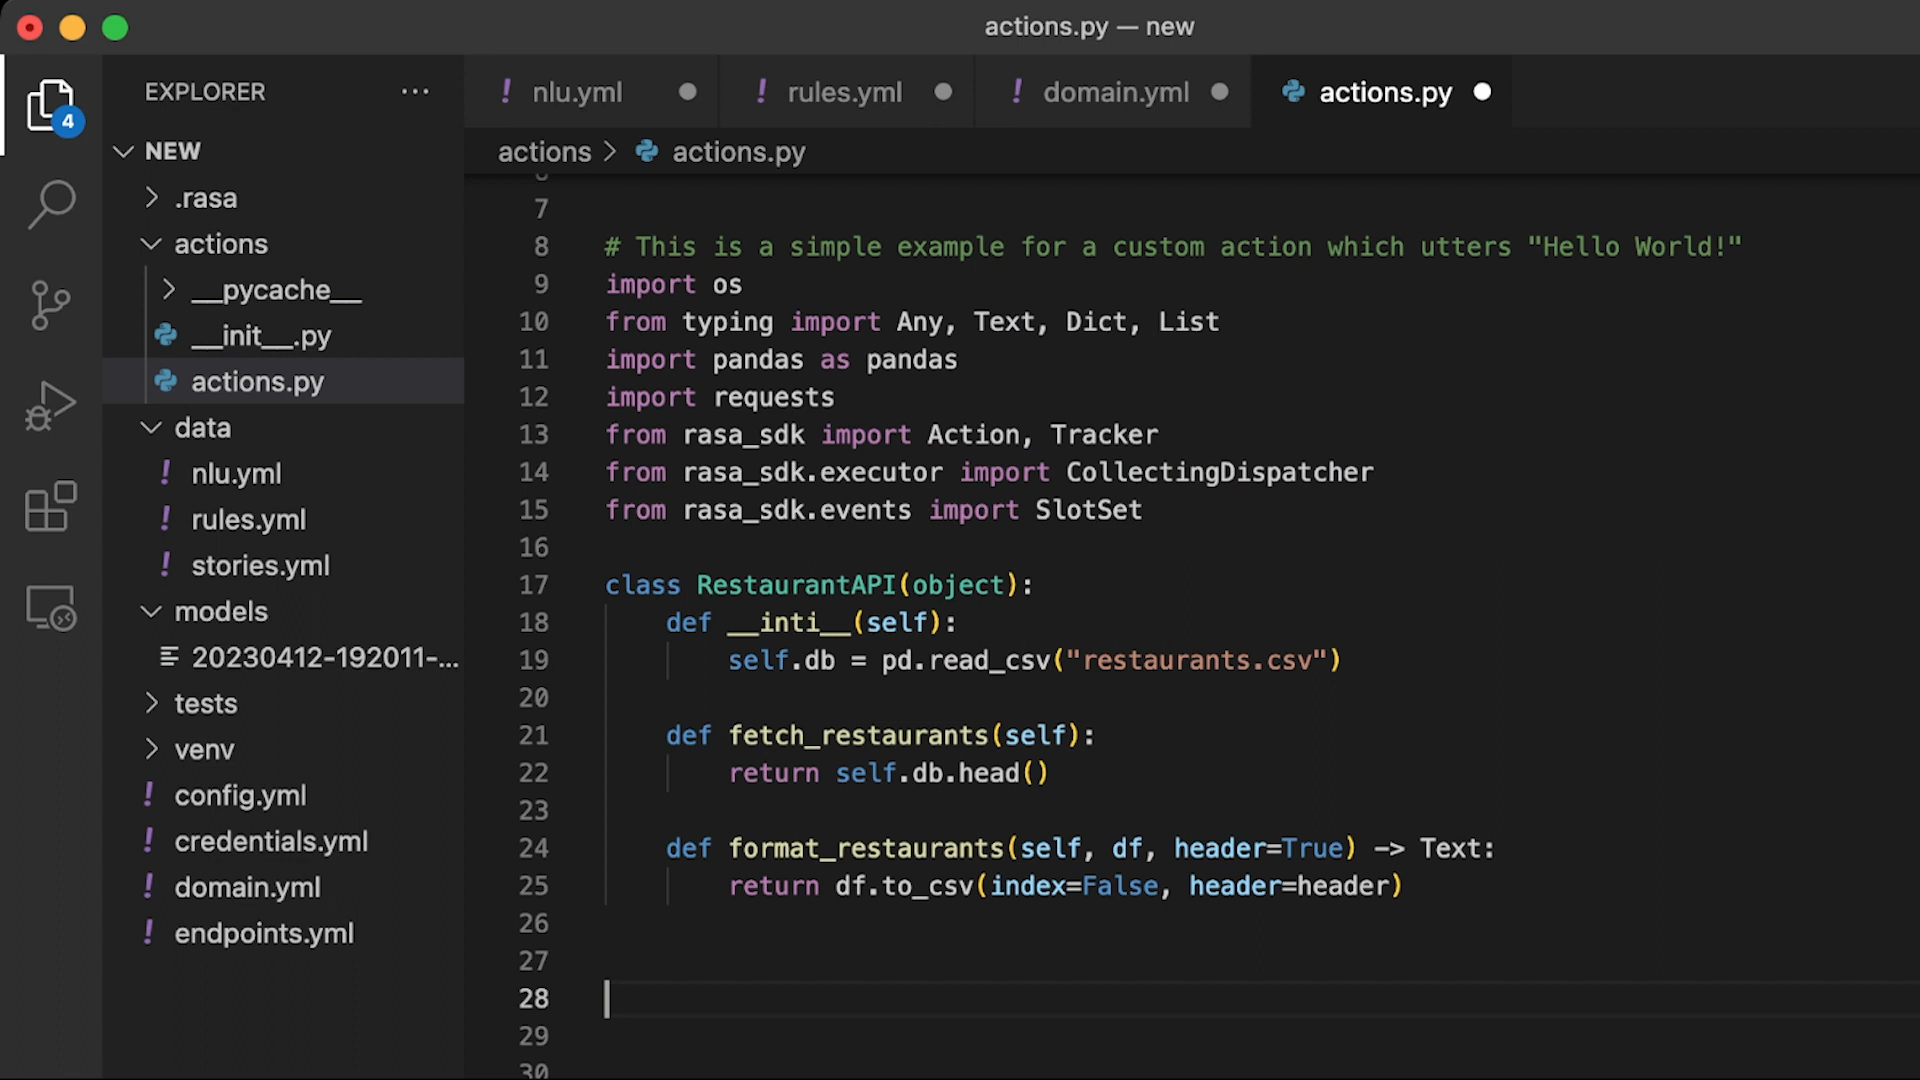 actions.py — new
EXPLORER ...
4
NEW
.rasa
actions
__pycache__
__init__.py
actions.py
data
! nlu.yml
! rules.yml
! stories.yml
models
20230412-192011-...
tests
venv
! config.yml
! credentials.yml
! domain.yml
! endpoints.yml
! nlu.yml
! rules.yml
! domain.yml
actions.py
actions > actions.py
7
8 # This is a simple example for a custom action which utters "Hello World!"
9 import os
10 from typing import Any, Text, Dict, List
11 import pandas as pandas
12 import requests
13 from rasa_sdk import Action, Tracker
14 from rasa_sdk.executor import CollectingDispatcher
15 from rasa_sdk.events import SlotSet
16
17 class RestaurantAPI(object):
18 def __inti__(self):
19 self.db = pd.read_csv("restaurants.csv")
20
21 def fetch_restaurants(self):
22 return self.db.head()
23
24 def format_restaurants(self, df, header=True) -> Text:
25 return df.to_csv(index=False, header=header)
26
27
28
29
30